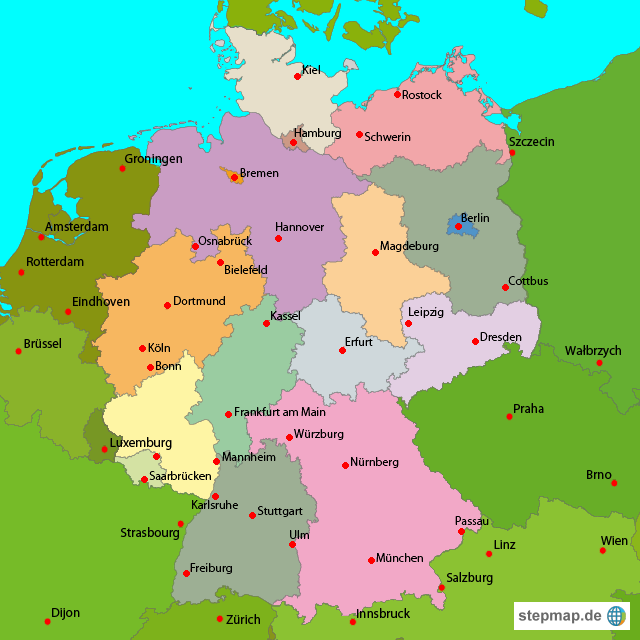 Kiel
Rostock
Hamburg
Schwerin
Szczecin
Groningen
Bremen
Berlin
Amsterdam
Hannover
Osnabrück
Magdeburg
Rotterdam
Bielefeld
Cottbus
Eindhoven
Dortmund
Kassel
Leipzig
Brüssel
Erfurt
Dresden
Köln
Wałbrzych
Bonn
Frankfurt am Main
Praha
Würzburg
Luxemburg
Mannheim
Nürnberg
Saarbrücken
Brno
Karlsruhe
Stuttgart
Strasbourg
Passau
Ulm
Linz
Wien
München
Freiburg
Salzburg
Dijon
Zürich
Innsbruck
stepmap.de